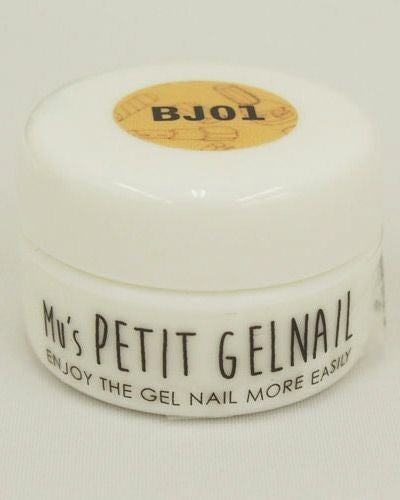 BJ01
Mu's PETIT GELNAIL
ENJOY THE GEL NAIL MORE EASILY